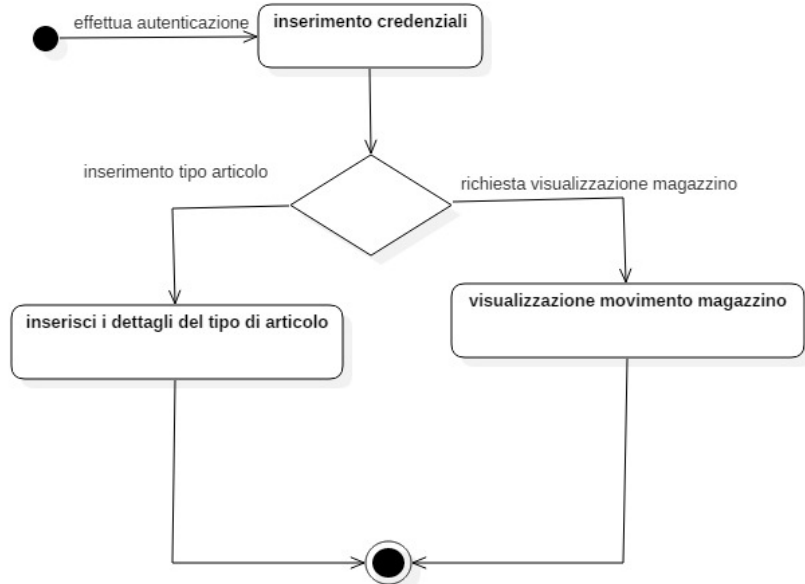 effettua autenticazione
inserimento credenziali
inserimento tipo articolo
richiesta visualizzazione magazzino
inserisci i dettagli del tipo di articolo
visualizzazione movimento magazzino